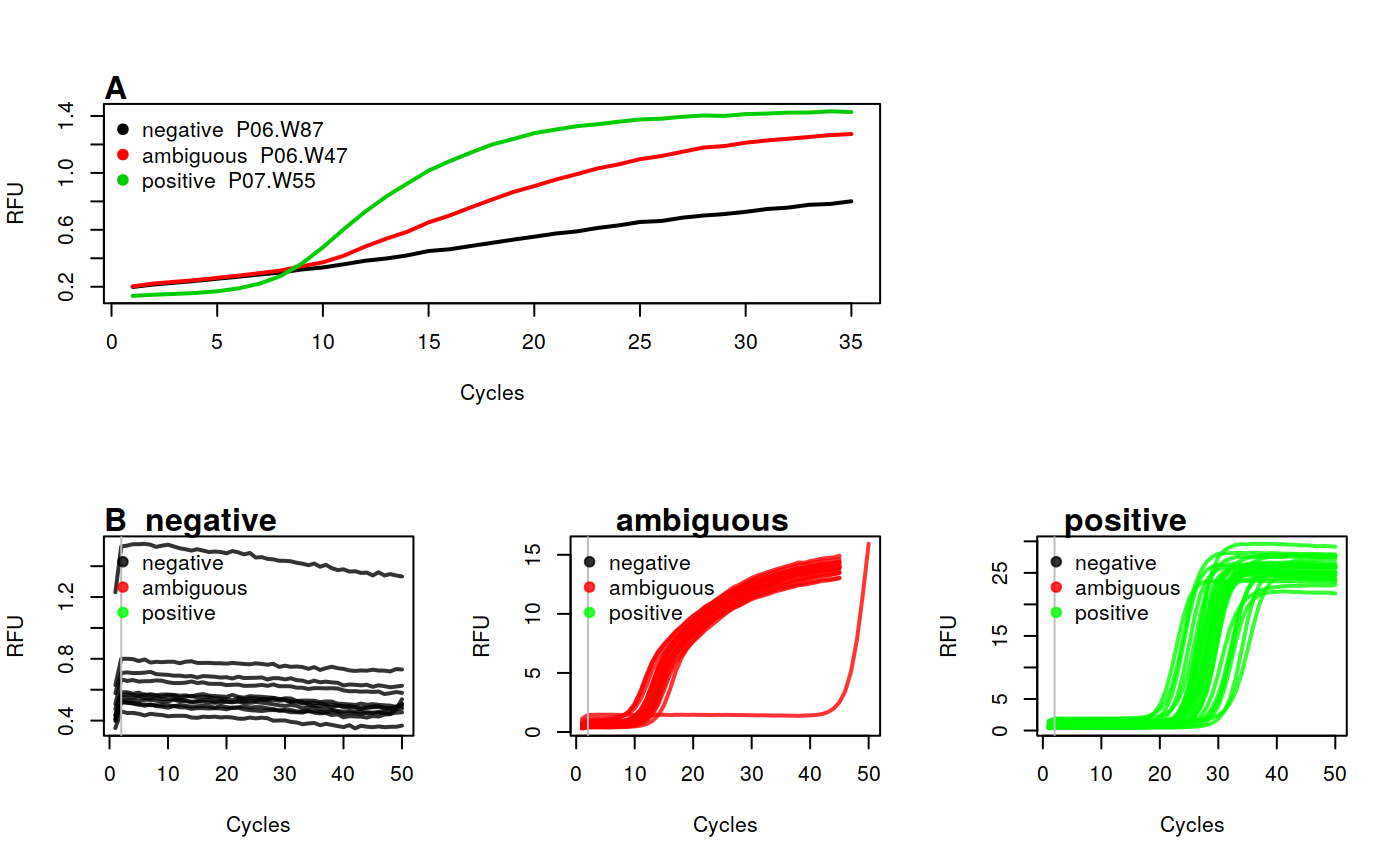 A
1.4
1.0
0.6
0.2
RFU
negative P06.W87
ambiguous P06.W47
positive P07.W55
0 5 10 15 20 25 30 35
Cycles
B negative
1.2
0.8
0.4
RFU
negative
ambiguous
positive
0 10 20 30 40 50
Cycles
ambiguous
15
10
5
0
RFU
negative
ambiguous
positive
0 10 20 30 40 50
Cycles
positive
25
15
5
0
RFU
negative
ambiguous
positive
0 10 20 30 40 50
Cycles